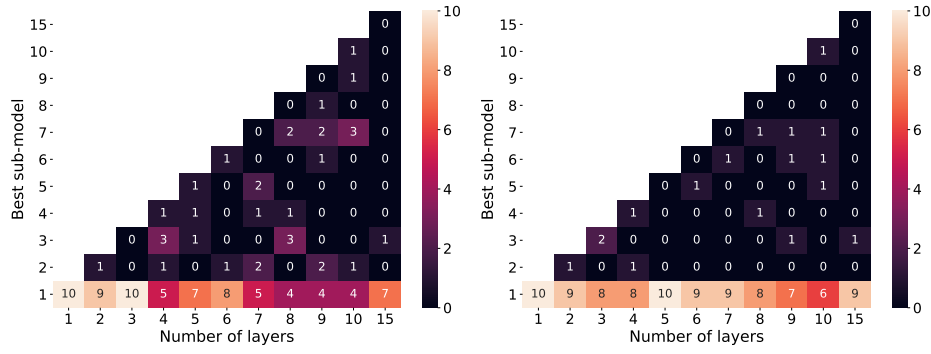 Best sub-model
15 0
10 1 0
9 0 1 0
8 0 1 0 0
7 0 2 2 3 0
6 1 0 0 1 0 0
5 1 0 2 0 0 0 0
4 1 1 0 1 1 0 0 0
3 0 3 1 0 0 3 0 0 1
2 1 0 1 0 1 2 0 2 1 0
1 10 9 10 5 7 8 5 4 4 4 7
1 2 3 4 5 6 7 8 9 10 15
Number of layers
10
8
6
4
2
0
Best sub-model
15 0
10 1 0
9 0 0 0
8 0 0 0 0
7 0 1 1 1 0
6 0 1 0 1 1 0
5 0 1 0 0 0 1 0
4 1 0 0 0 1 0 0 0
3 2 0 0 0 0 0 1 0 1
2 1 0 1 0 0 0 0 0 0 0
1 10 9 8 8 10 9 9 8 7 6 9
1 2 3 4 5 6 7 8 9 10 15
Number of layers
10
8
6
4
2
0